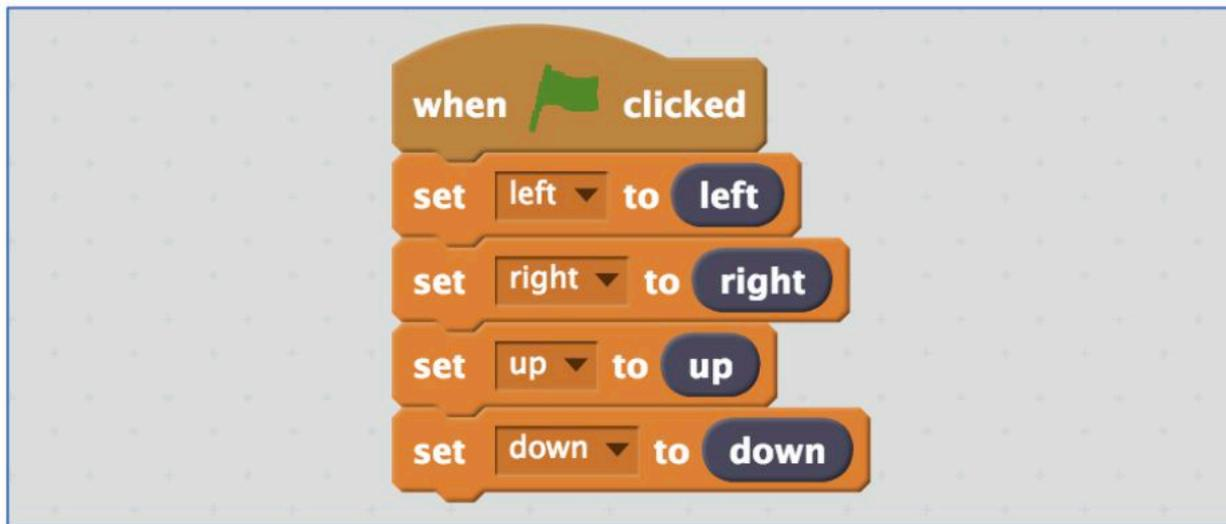 when clicked
set left to left
set right to right
set up to up
set down to down